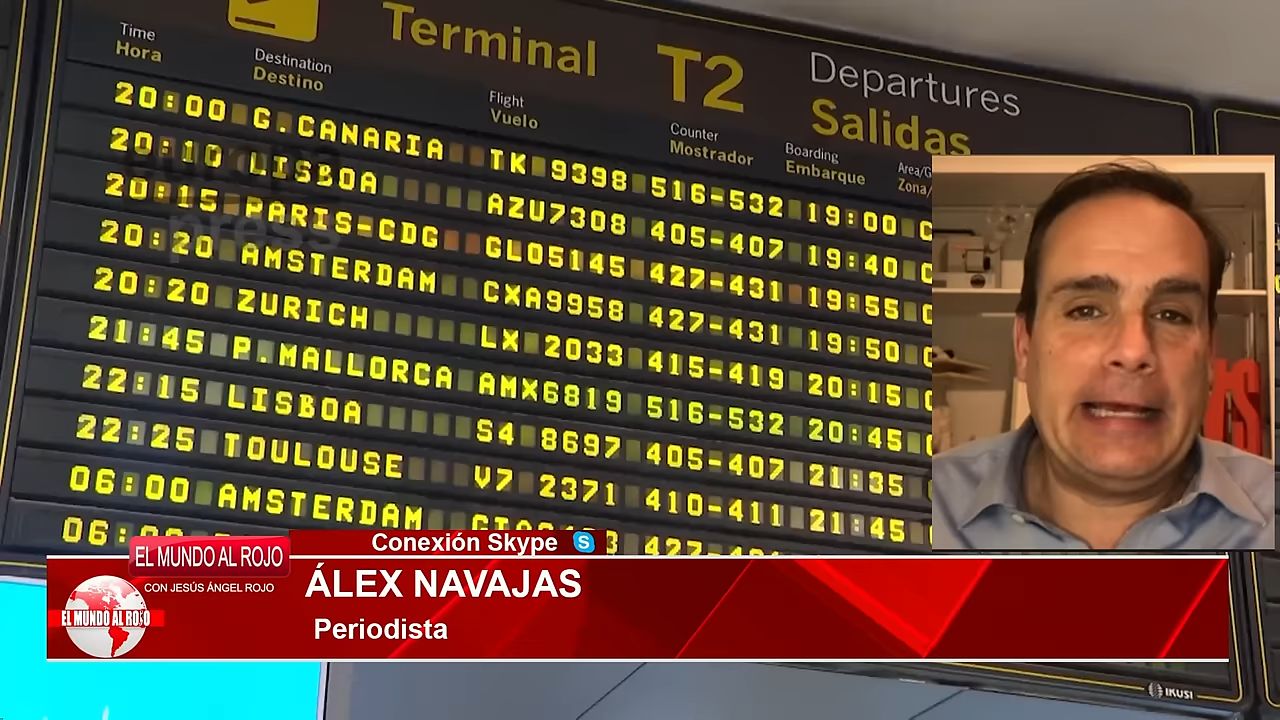 Terminal T2
Departures
Salidas
Time
Hora
Destination
Destino
Flight
Vuelo
Counter
Mostrador
Boarding
Embarque
Area/G
Zona/
20:00 G.CANARIA TK 9398 516-532 19:00
20:10 LISBOA AZU7308 405-407 19:40
20:15 PARIS-CDG GLO5145 427-431 19:55
20:20 AMSTERDAM CXA9958 427-431 19:50
20:20 ZURICH LX 2033 415-419 20:15
21:45 P.MALLORCA AMX6819 516-532 20:45
22:15 LISBOA S4 8697 405-407 21:35
22:25 TOULOUSE V7 2371 410-411 21:45
06:00 AMSTERDAM
press
Conexión Skype
EL MUNDO AL ROJO
CON JESÚS ÁNGEL ROJO
EL MUNDO AL ROJO
ÁLEX NAVAJAS
Periodista
IKUSI